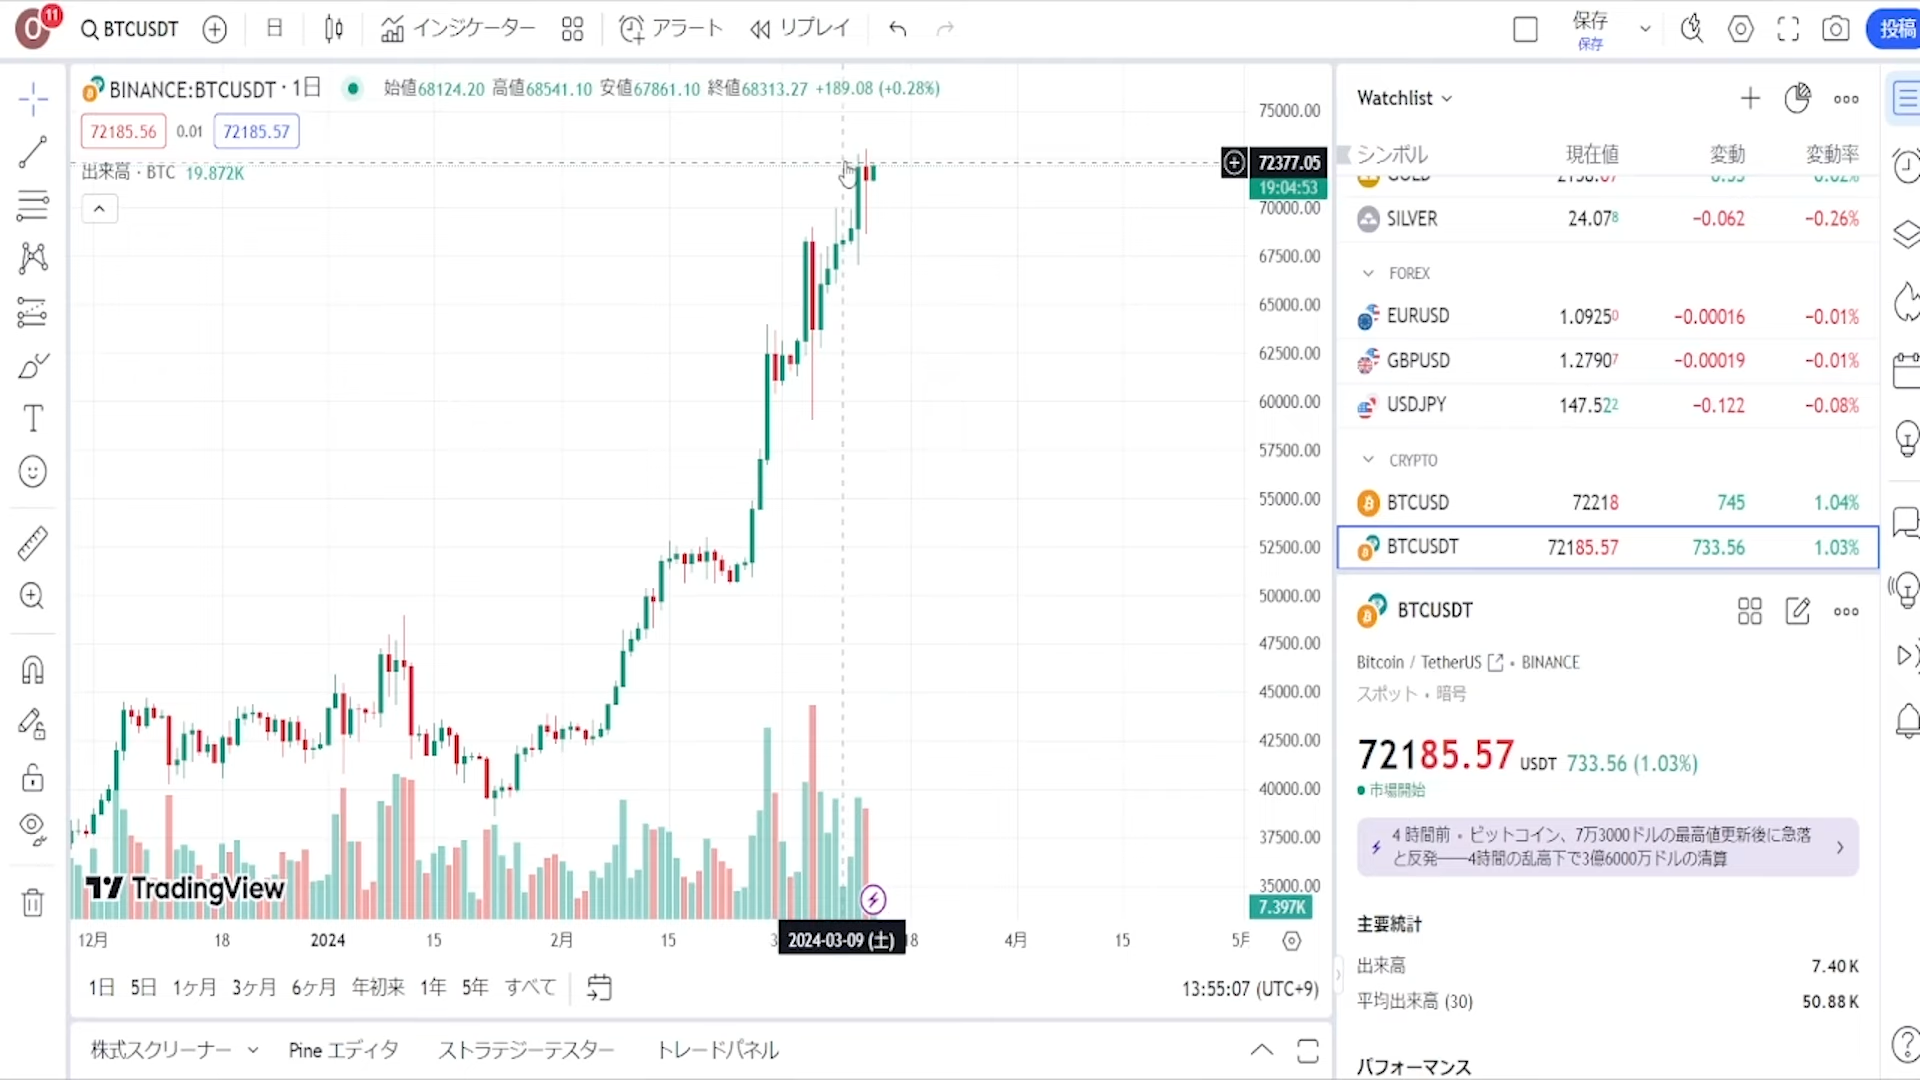 O 11
BTCUSDT
日
インジケーター
アラート
リプレイ
保存
保存
投稿
BINANCE:BTCUSDT · 1日
始値68124.20 高値68541.10 安値67861.10 終値68313.27 +189.08 (+0.28%)
72185.56 0.01 72185.57
出来高 · BTC 19.872K
75000.00
72377.05
19:04:53
70000.00
67500.00
65000.00
62500.00
60000.00
57500.00
55000.00
52500.00
50000.00
47500.00
45000.00
42500.00
40000.00
37500.00
35000.00
7.397K
TradingView
12月 18 2024 15 2月 15 3 2024-03-09 (土) 18 4月 15 5月
1日 5日 1ヶ月 3ヶ月 6ヶ月 年初来 1年 5年 すべて
13:55:07 (UTC+9)
株式スクリーナー Pine エディタ ストラテジーテスター トレードパネル
Watchlist
シンボル 現在値 変動 変動率
SILVER 24.078 −0.062 −0.26%
FOREX
EURUSD 1.09250 −0.00016 −0.01%
GBPUSD 1.27907 −0.00019 −0.01%
USDJPY 147.522 −0.122 −0.08%
CRYPTO
BTCUSD 72218 745 1.04%
BTCUSDT 72185.57 733.56 1.03%
BTCUSDT
Bitcoin / TetherUS • BINANCE
スポット • 暗号
72185.57 USDT 733.56 (1.03%)
市場開始
4 時間前 • ビットコイン、7万3000ドルの最高値更新後に急落
と反発──4時間の乱高下で3億6000万ドルの清算
主要統計
出来高 7.40K
平均出来高 (30) 50.88K
パフォーマンス